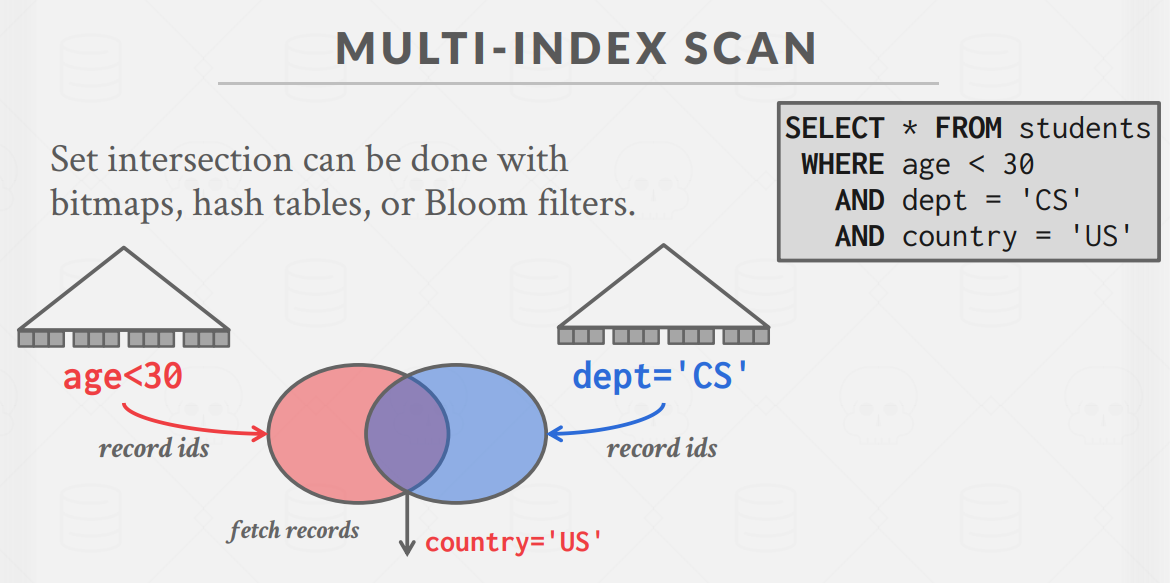 MULTI-INDEX SCAN
Set intersection can be done with
bitmaps, hash tables, or Bloom filters.
SELECT * FROM students
WHERE age < 30
AND dept = 'CS'
AND country = 'US'
age<30
record ids
dept='CS'
record ids
fetch records
country='US'